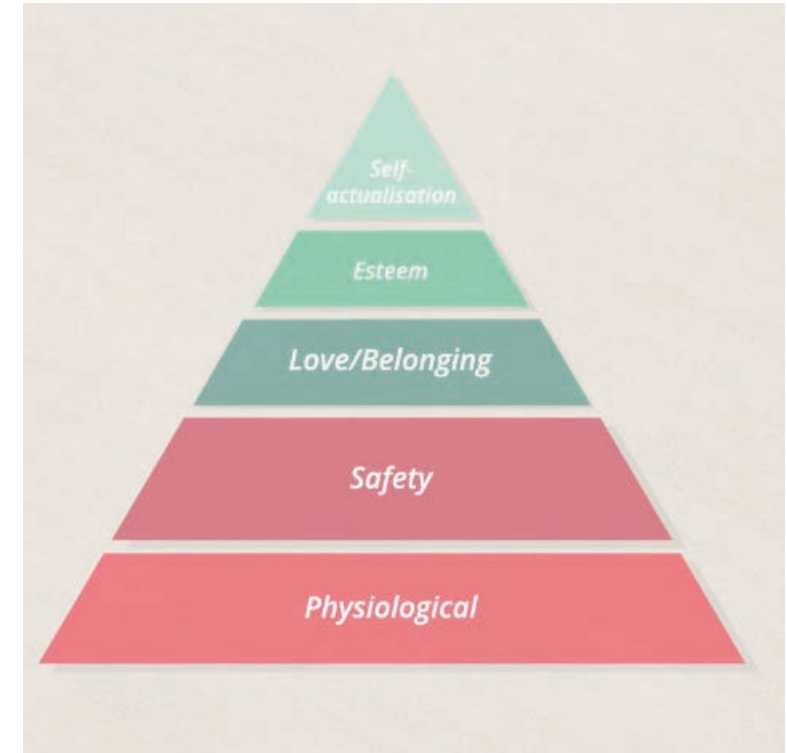 Self-
actualisation
Esteem
Love/Belonging
Safety
Physiological